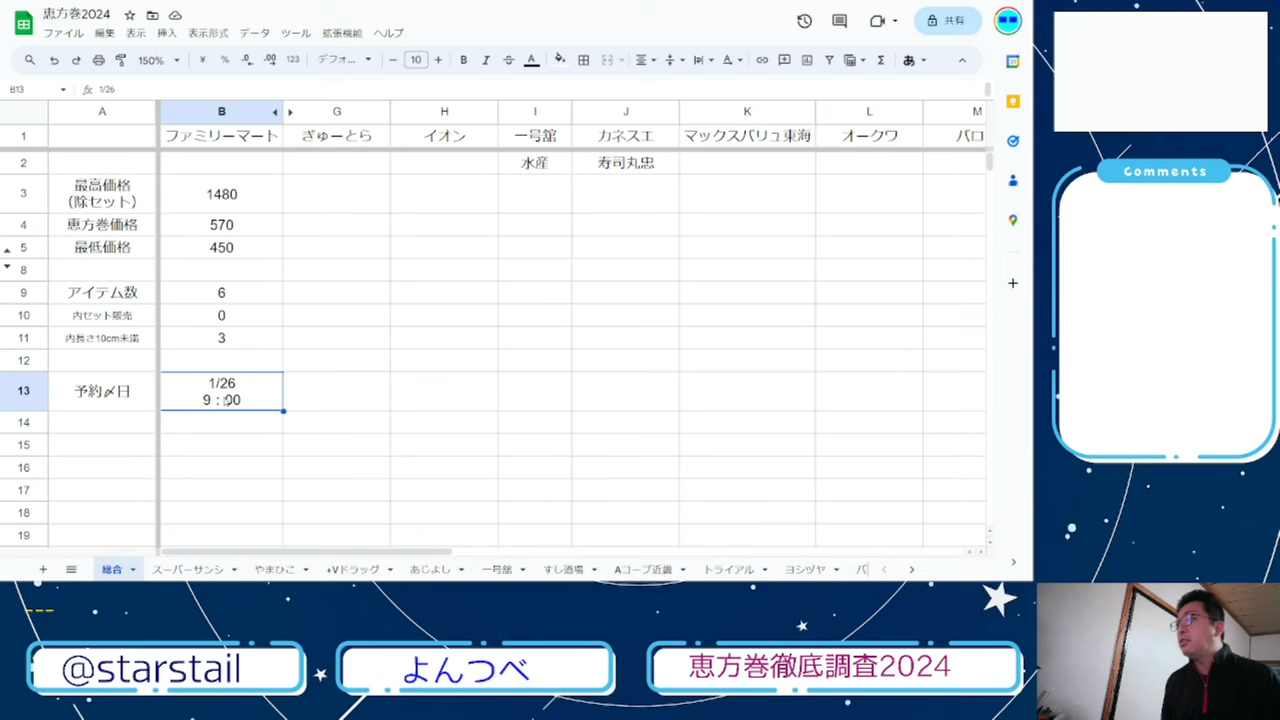 恵方巻2024
ファイル 編集 表示 挿入 表示形式 データ ツール 拡張機能 ヘルプ
共有
150% ¥ % .0 .00 123 デフォ... 10 B I A あ
B13 fx 1/26
A B G H I J K L M
1 ファミリーマート ぎゅーとら イオン 一号舘 カネスエ マックスバリュ東海 オークワ バロ
2 水産 寿司丸忠
3 最高価格 (除セット) 1480
4 恵方巻価格 570
5 最低価格 450
8
9 アイテム数 6
10 内セット販売 0
11 内長さ10cm未満 3
12
13 予約〆日 1/26
9:00
14
15
16
17
18
19
総合 スーパーサンシ やまひこ +Vドラッグ あじよし 一号舘 すし道場 Aコープ近畿 トライアル ヨシヅヤ バ
Comments
@starstail よんつべ 恵方巻徹底調査2024